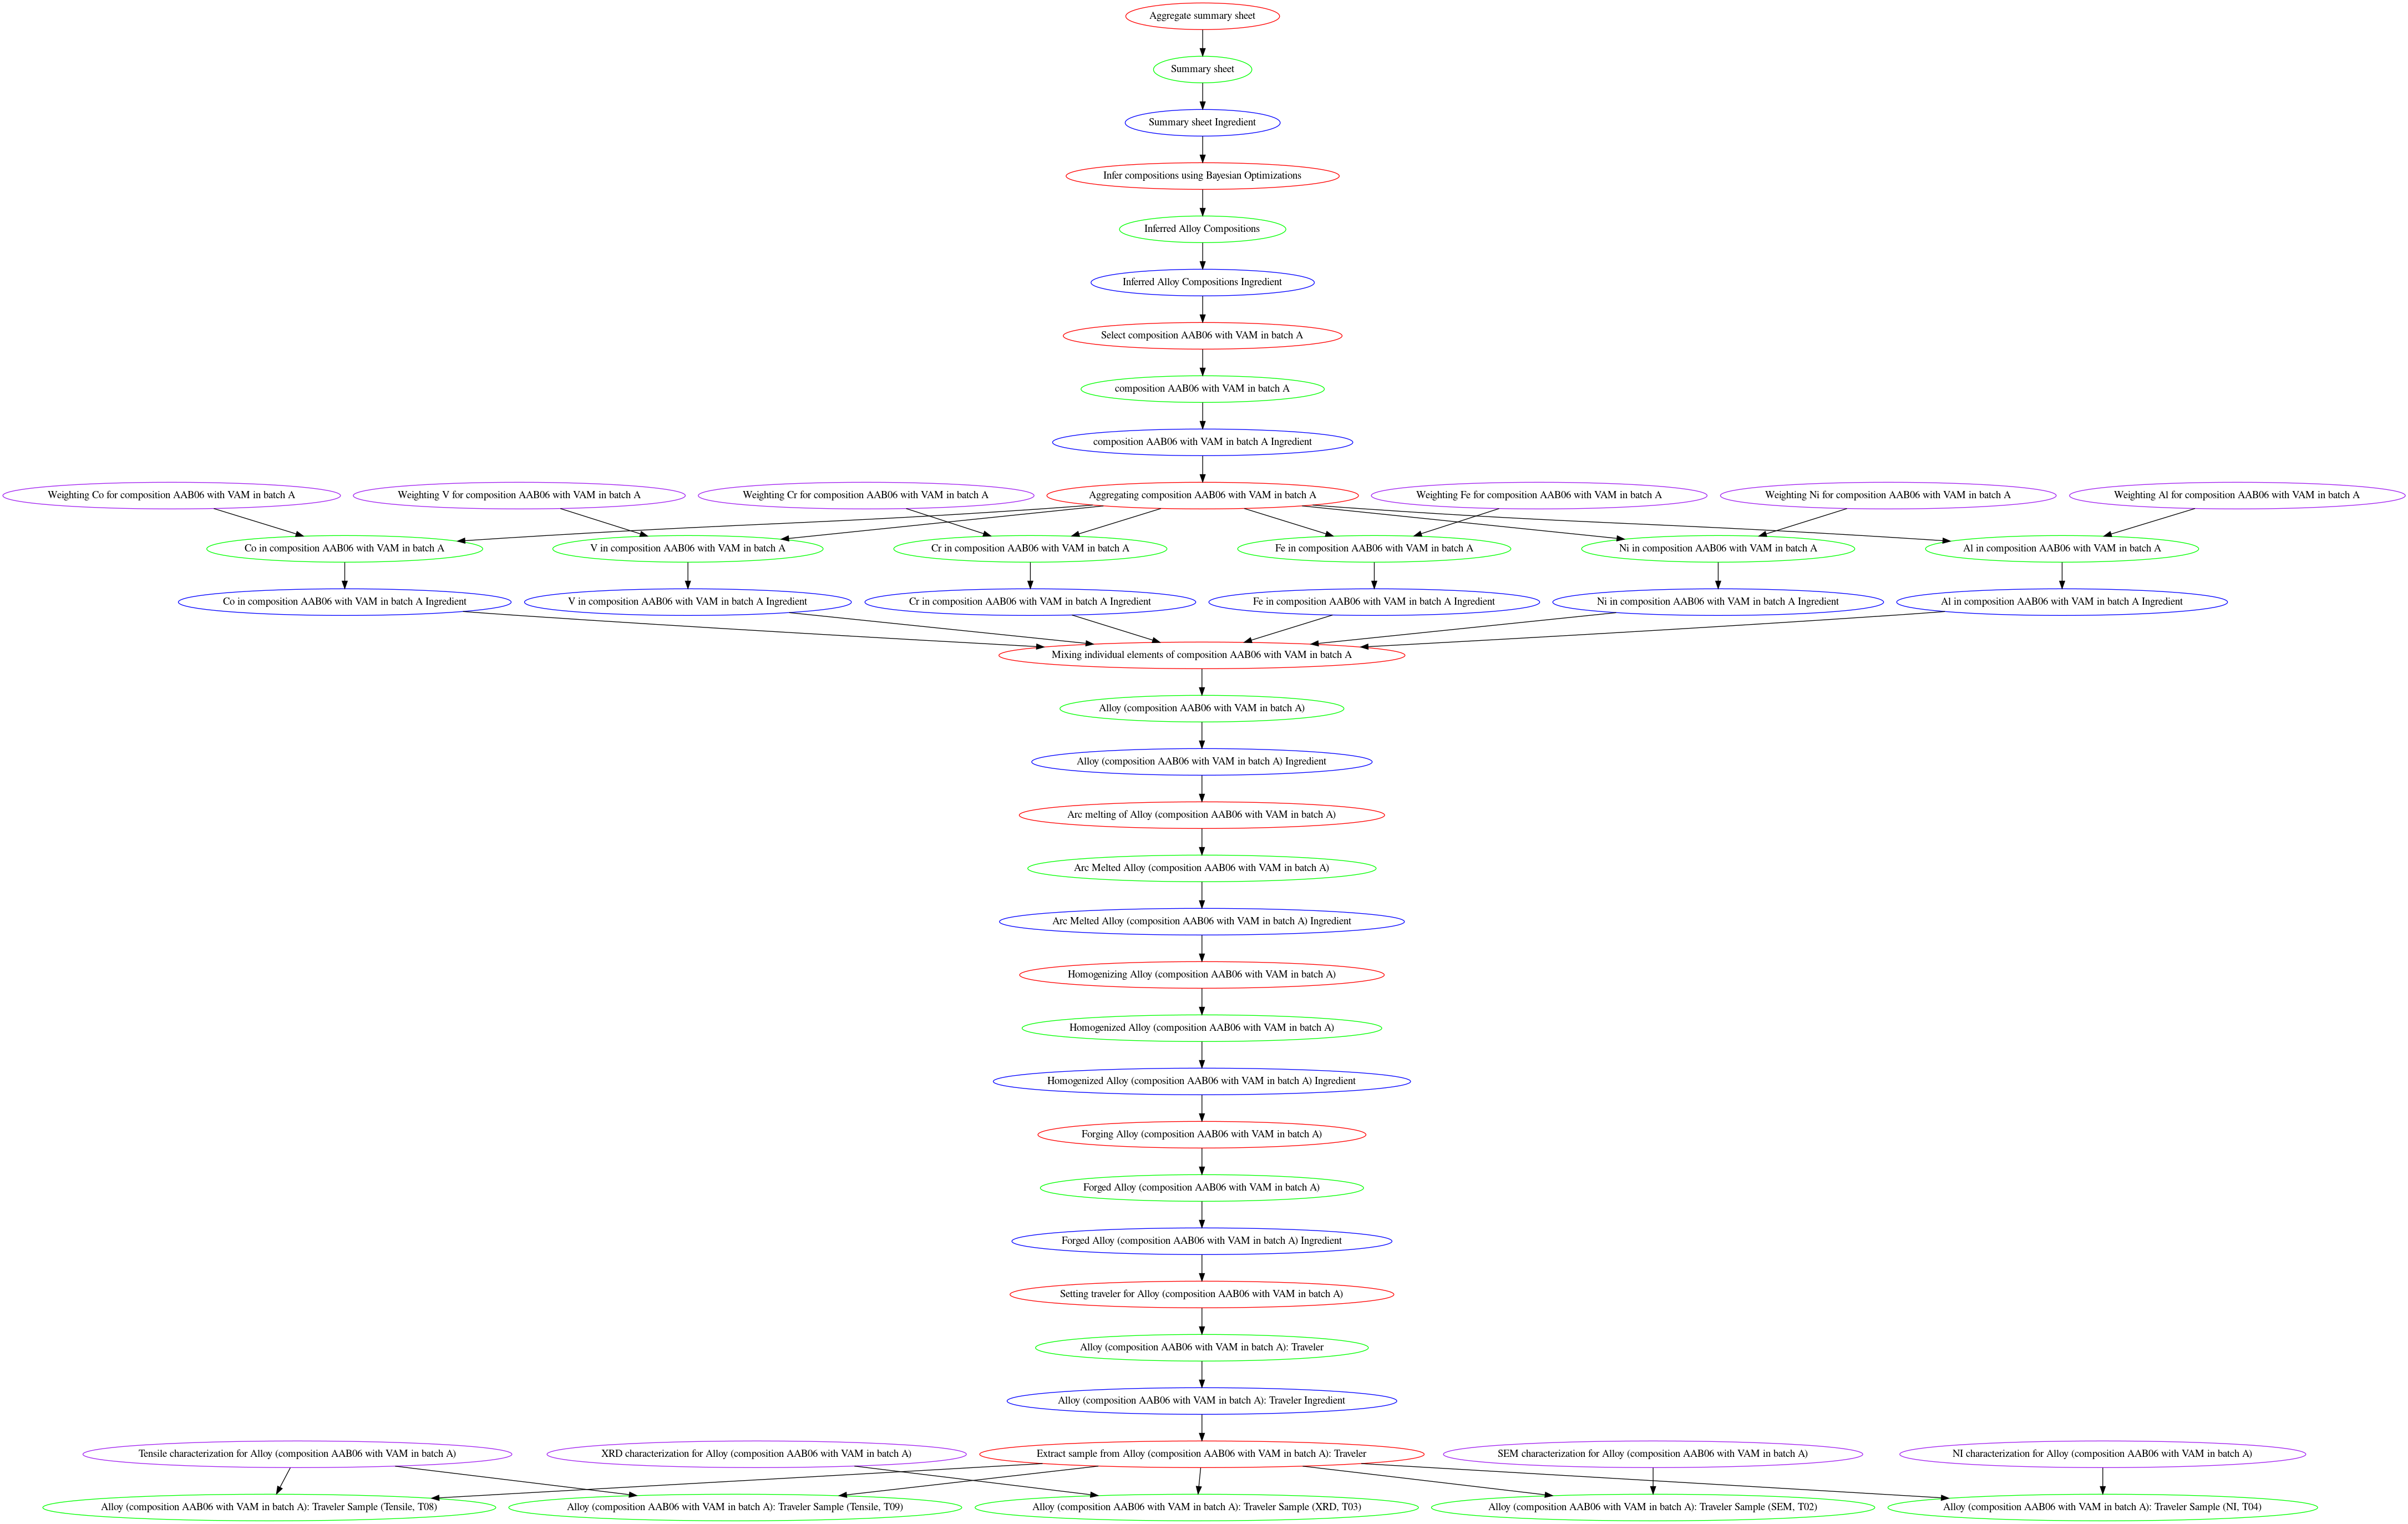 Aggregate summary sheet
Summary sheet
Summary sheet Ingredient
Infer compositions using Bayesian Optimizations
Inferred Alloy Compositions
Inferred Alloy Compositions Ingredient
Select composition AAB06 with VAM in batch A
composition AAB06 with VAM in batch A
composition AAB06 with VAM in batch A Ingredient
Weighting Co for composition AAB06 with VAM in batch A
Weighting V for composition AAB06 with VAM in batch A
Weighting Cr for composition AAB06 with VAM in batch A
Aggregating composition AAB06 with VAM in batch A
Weighting Fe for composition AAB06 with VAM in batch A
Weighting Ni for composition AAB06 with VAM in batch A
Weighting Al for composition AAB06 with VAM in batch A
Co in composition AAB06 with VAM in batch A
V in composition AAB06 with VAM in batch A
Cr in composition AAB06 with VAM in batch A
Fe in composition AAB06 with VAM in batch A
Ni in composition AAB06 with VAM in batch A
Al in composition AAB06 with VAM in batch A
Co in composition AAB06 with VAM in batch A Ingredient
V in composition AAB06 with VAM in batch A Ingredient
Cr in composition AAB06 with VAM in batch A Ingredient
Fe in composition AAB06 with VAM in batch A Ingredient
Ni in composition AAB06 with VAM in batch A Ingredient
Al in composition AAB06 with VAM in batch A Ingredient
Mixing individual elements of composition AAB06 with VAM in batch A
Alloy (composition AAB06 with VAM in batch A)
Alloy (composition AAB06 with VAM in batch A) Ingredient
Arc melting of Alloy (composition AAB06 with VAM in batch A)
Arc Melted Alloy (composition AAB06 with VAM in batch A)
Arc Melted Alloy (composition AAB06 with VAM in batch A) Ingredient
Homogenizing Alloy (composition AAB06 with VAM in batch A)
Homogenized Alloy (composition AAB06 with VAM in batch A)
Homogenized Alloy (composition AAB06 with VAM in batch A) Ingredient
Forging Alloy (composition AAB06 with VAM in batch A)
Forged Alloy (composition AAB06 with VAM in batch A)
Forged Alloy (composition AAB06 with VAM in batch A) Ingredient
Setting traveler for Alloy (composition AAB06 with VAM in batch A)
Alloy (composition AAB06 with VAM in batch A): Traveler
Alloy (composition AAB06 with VAM in batch A): Traveler Ingredient
Tensile characterization for Alloy (composition AAB06 with VAM in batch A)
XRD characterization for Alloy (composition AAB06 with VAM in batch A)
Extract sample from Alloy (composition AAB06 with VAM in batch A): Traveler
SEM characterization for Alloy (composition AAB06 with VAM in batch A)
NI characterization for Alloy (composition AAB06 with VAM in batch A)
Alloy (composition AAB06 with VAM in batch A): Traveler Sample (Tensile, T08)
Alloy (composition AAB06 with VAM in batch A): Traveler Sample (Tensile, T09)
Alloy (composition AAB06 with VAM in batch A): Traveler Sample (XRD, T03)
Alloy (composition AAB06 with VAM in batch A): Traveler Sample (SEM, T02)
Alloy (composition AAB06 with VAM in batch A): Traveler Sample (NI, T04)